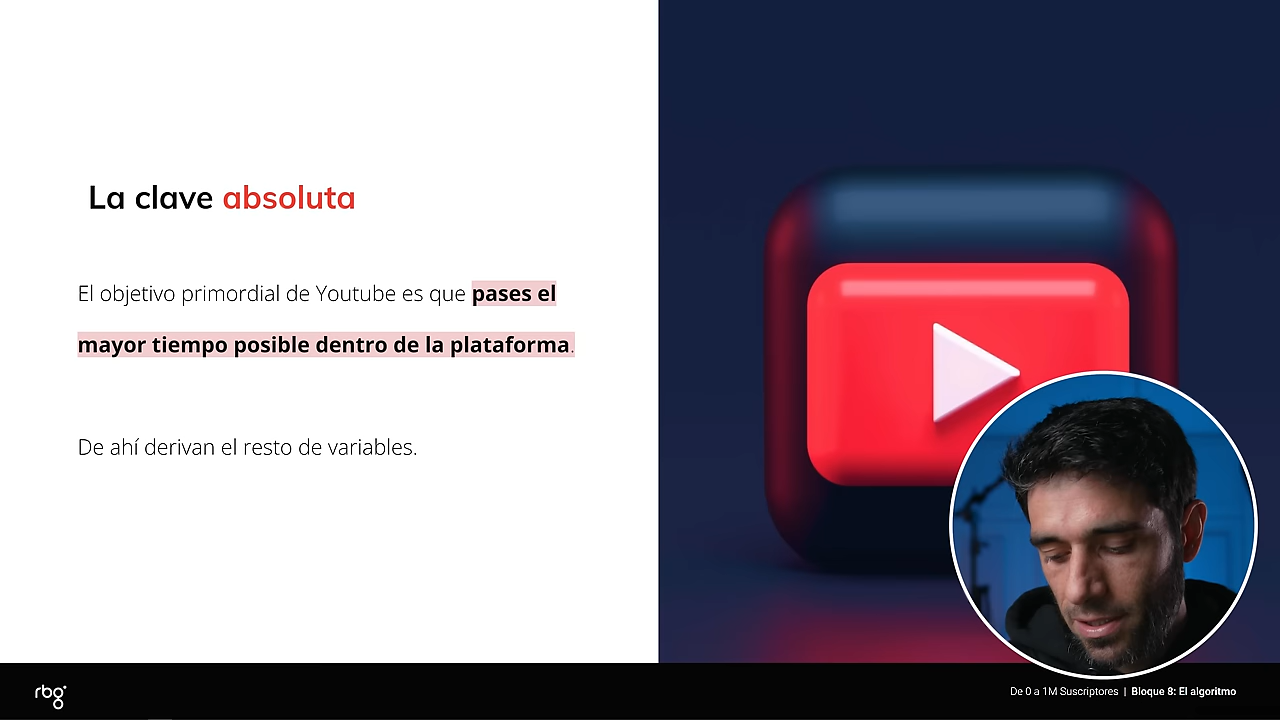 La clave absoluta
El objetivo primordial de Youtube es que pases el
mayor tiempo posible dentro de la plataforma.
De ahí derivan el resto de variables.
rbg
De 0 a 1M Suscriptores | Bloque 8: El algoritmo